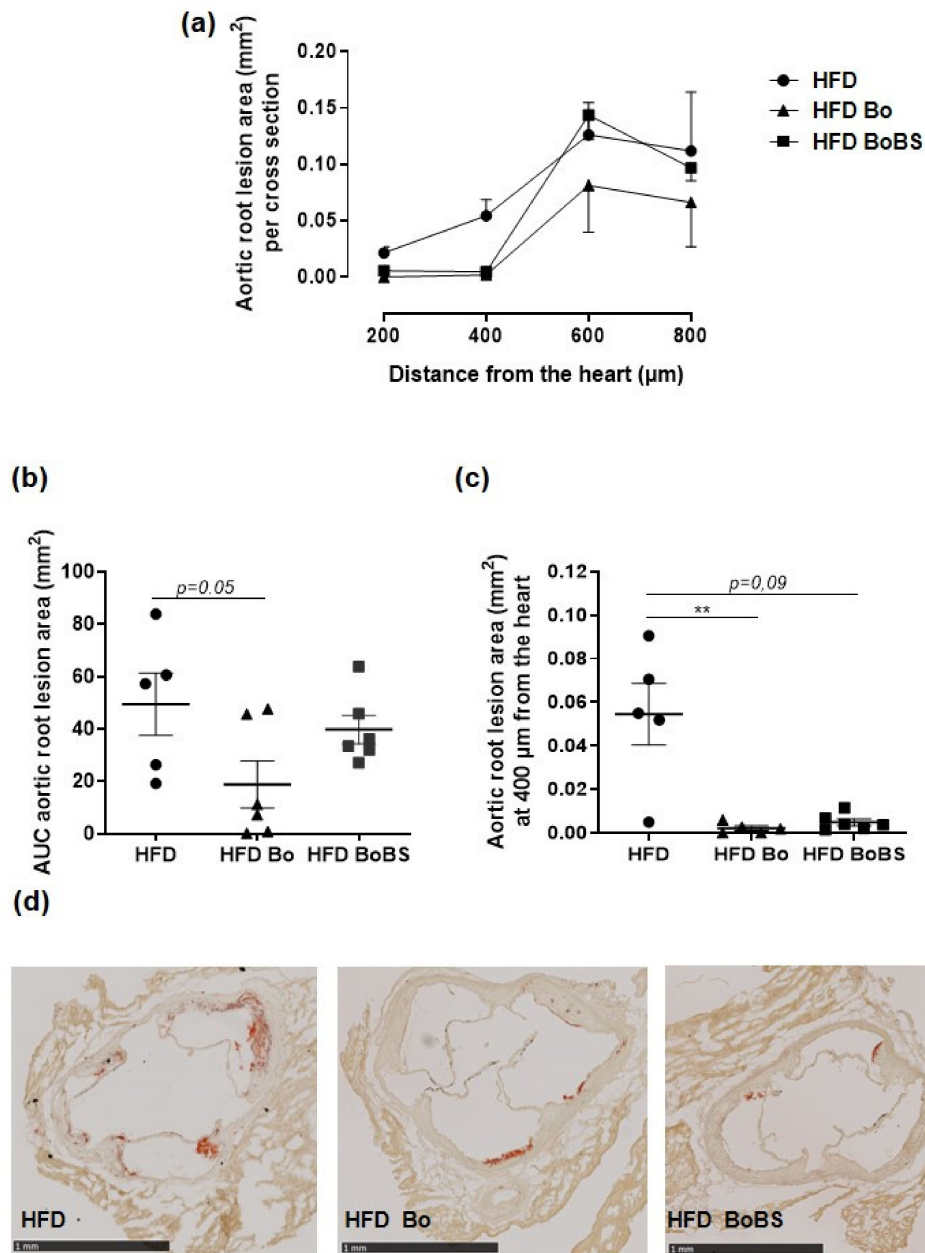 (a)
Aortic root lesion area (mm²)
per cross section
0.20
0.15
0.10
0.05
0.00
200
400
600
800
Distance from the heart (µm)
HFD
HFD Bo
HFD BoBS
(b)
AUC aortic root lesion area (mm²)
100
80
60
40
20
0
p=0.05
HFD
HFD Bo
HFD BoBS
(c)
Aortic root lesion area (mm²)
at 400 µm from the heart
0.12
0.10
0.08
0.06
0.04
0.02
0.00
p=0,09
**
HFD
HFD Bo
HFD BoBS
(d)
HFD
1 mm
HFD Bo
1 mm
HFD BoBS
1 mm